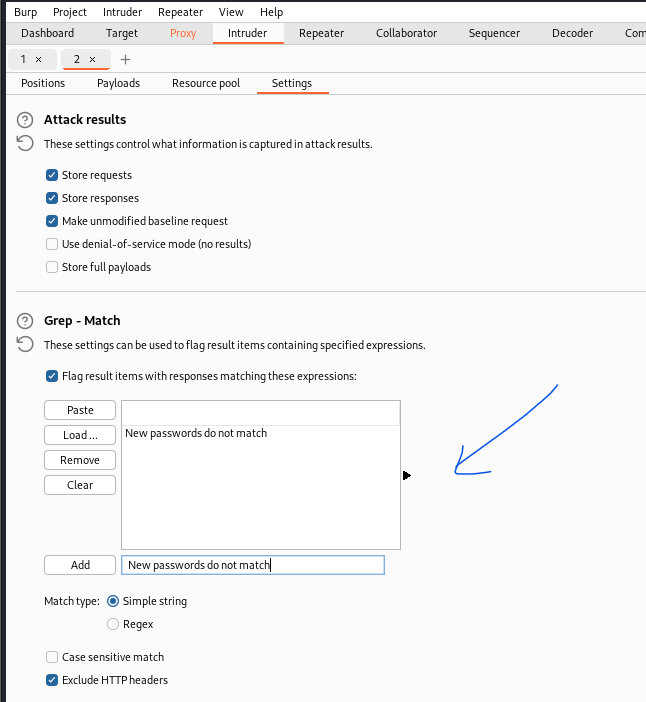 Burp Project Intruder Repeater View Help
Dashboard Target Proxy Intruder Repeater Collaborator Sequencer Decoder Com
1 × 2 × +
Positions Payloads Resource pool Settings
Attack results
These settings control what information is captured in attack results.
Store requests
Store responses
Make unmodified baseline request
Use denial-of-service mode (no results)
Store full payloads
Grep - Match
These settings can be used to flag result items containing specified expressions.
Flag result items with responses matching these expressions:
Paste
Load ... New passwords do not match
Remove
Clear
Add New passwords do not match
Match type: Simple string
Regex
Case sensitive match
Exclude HTTP headers